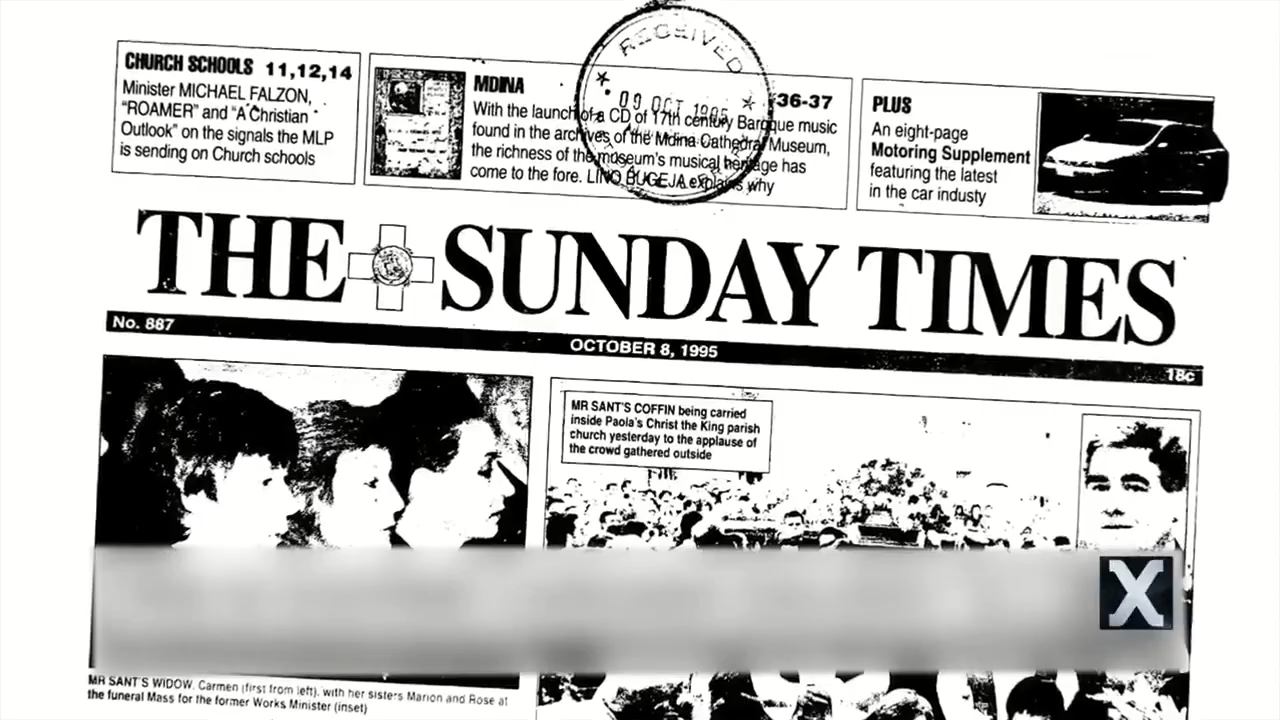 CHURCH SCHOOLS 11,12,14
Minister MICHAEL FALZON,
"ROAMER" and "A Christian
Outlook" on the signals the MLP
is sending on Church schools
MDINA 36-37
With the launch of a CD of 17th century Baroque music
found in the archives of the Mdina Cathedral Museum,
the richness of the museum's musical heritage has
come to the fore. LINO BUGEJA explains why
RECEIVED
09 OCT 1995
PLUS
An eight-page
Motoring Supplement
featuring the latest
in the car industy
THE SUNDAY TIMES
No. 887
OCTOBER 8, 1995
18c
MR SANT'S COFFIN being carried
inside Paola's Christ the King parish
church yesterday to the applause of
the crowd gathered outside
X
MR SANT'S WIDOW, Carmen (first from left), with her sisters Marion and Rose at
the funeral Mass for the former Works Minister (inset)